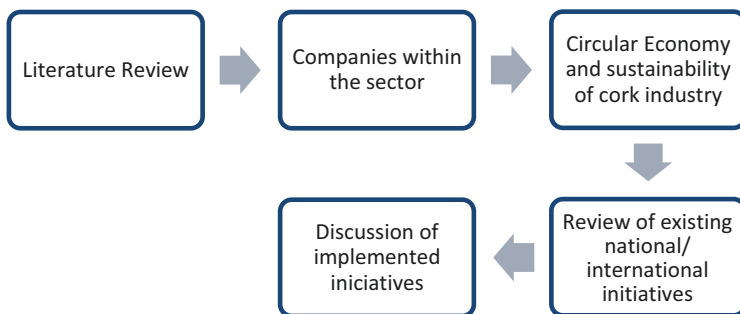 Literature Review
Companies within
the sector
Circular Economy
and sustainability
of cork industry
Review of existing
national/
international
initiatives
Discussion of
implemented
iniciatives